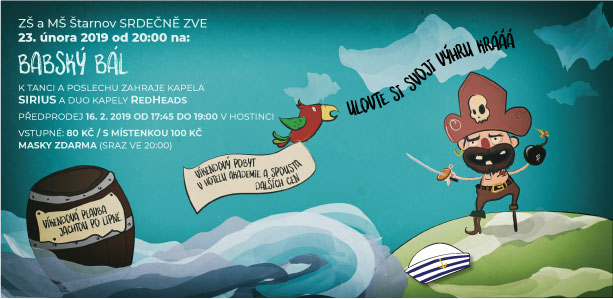 ZŠ a MŠ Štarnov SRDEČNĚ ZVE
23. února 2019 od 20:00 na:
BABSKÝ BÁL
K TANCI A POSLECHU ZAHRAJE KAPELA
SIRIUS A DUO KAPELY REDHEADS
PŘEDPRODEJ 16. 2. 2019 OD 17:45 DO 19:00 V HOSTINCI
VSTUPNÉ: 80 KČ / S MÍSTENKOU 100 KČ
MASKY ZDARMA (SRAZ VE 20:00)
ULOVTE SI SVOJI VÝHRU KRÁÁÁ
VÍKENDOVÝ POBYT
V HOTELU AKADEMIE A SPOUSTA
DALŠÍCH CEN
VÍKENDOVÁ PLAVBA
JACHTOU PO LIPNE